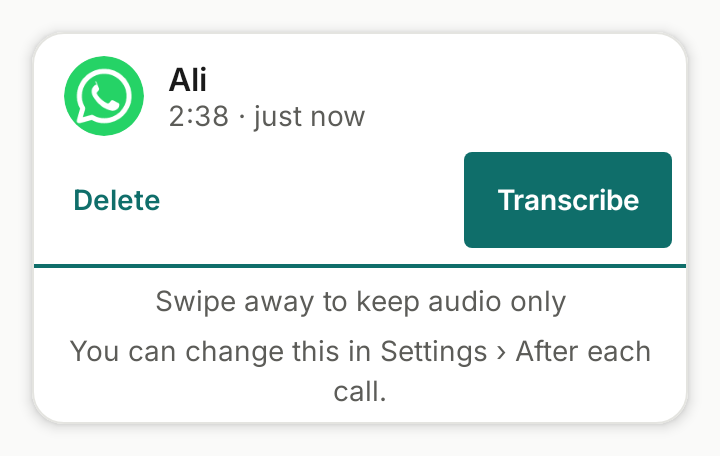 Ali
2:38 · just now
Delete
Transcribe
Swipe away to keep audio only
You can change this in Settings › After each
call.